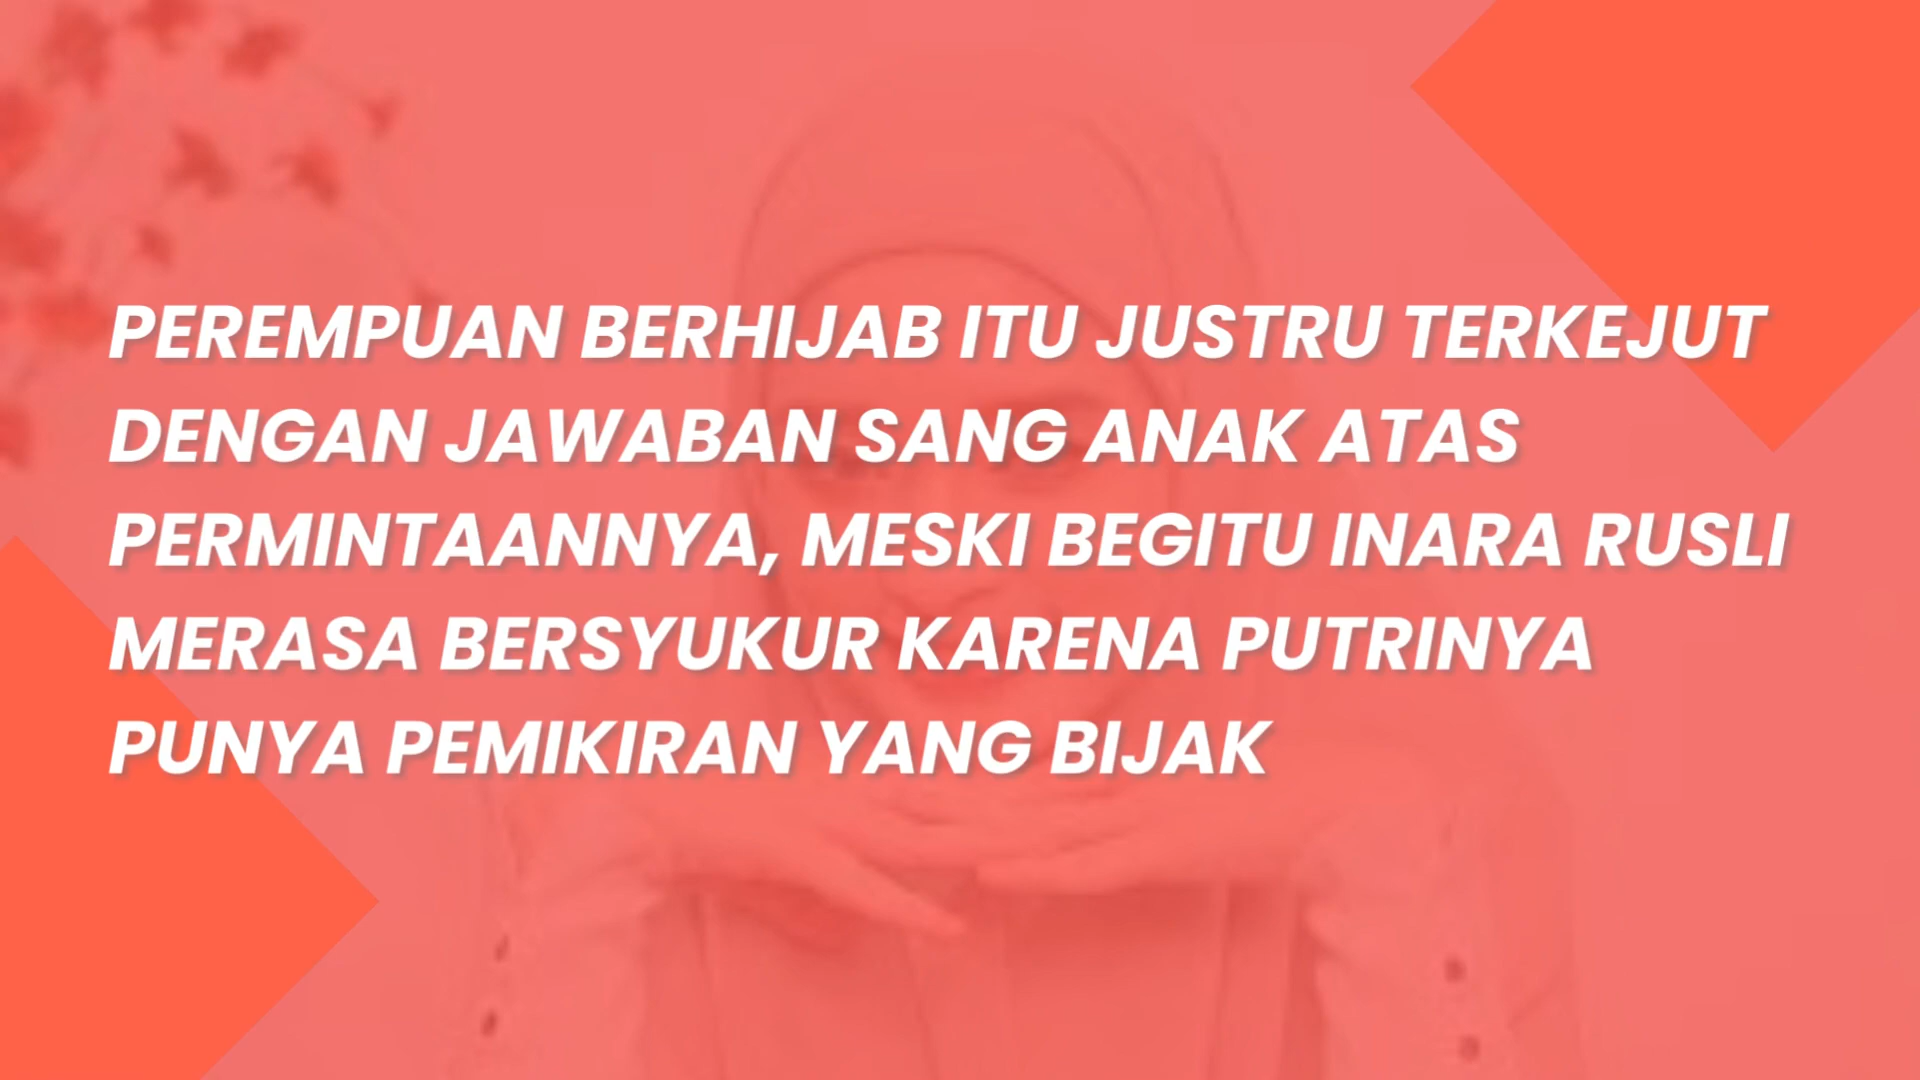 PEREMPUAN BERHIJAB ITU JUSTRU TERKEJUT
DENGAN JAWABAN SANG ANAK ATAS
PERMINTAANNYA, MESKI BEGITU INARA RUSLI
MERASA BERSYUKUR KARENA PUTRINYA
PUNYA PEMIKIRAN YANG BIJAK